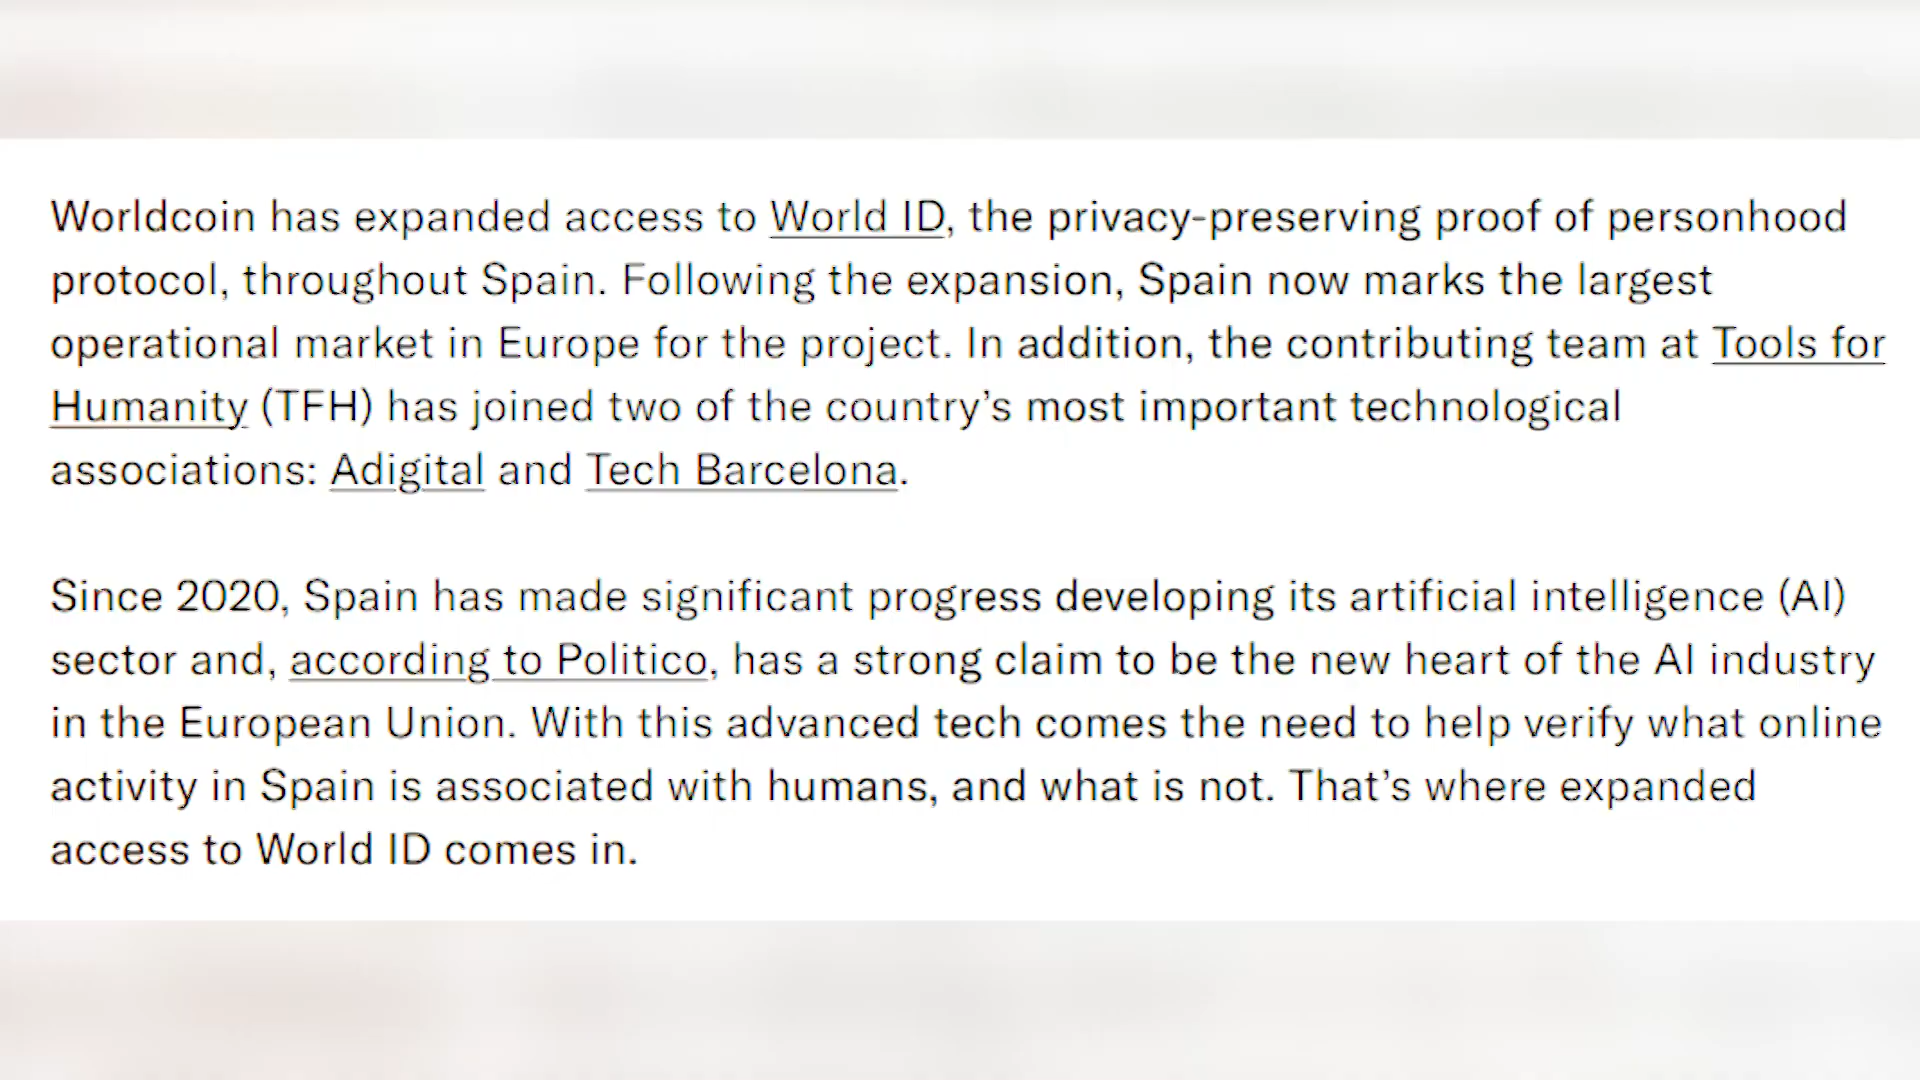 Worldcoin has expanded access to World ID, the privacy-preserving proof of personhood
protocol, throughout Spain. Following the expansion, Spain now marks the largest
operational market in Europe for the project. In addition, the contributing team at Tools for
Humanity (TFH) has joined two of the country’s most important technological
associations: Adigital and Tech Barcelona.
Since 2020, Spain has made significant progress developing its artificial intelligence (AI)
sector and, according to Politico, has a strong claim to be the new heart of the AI industry
in the European Union. With this advanced tech comes the need to help verify what online
activity in Spain is associated with humans, and what is not. That’s where expanded
access to World ID comes in.